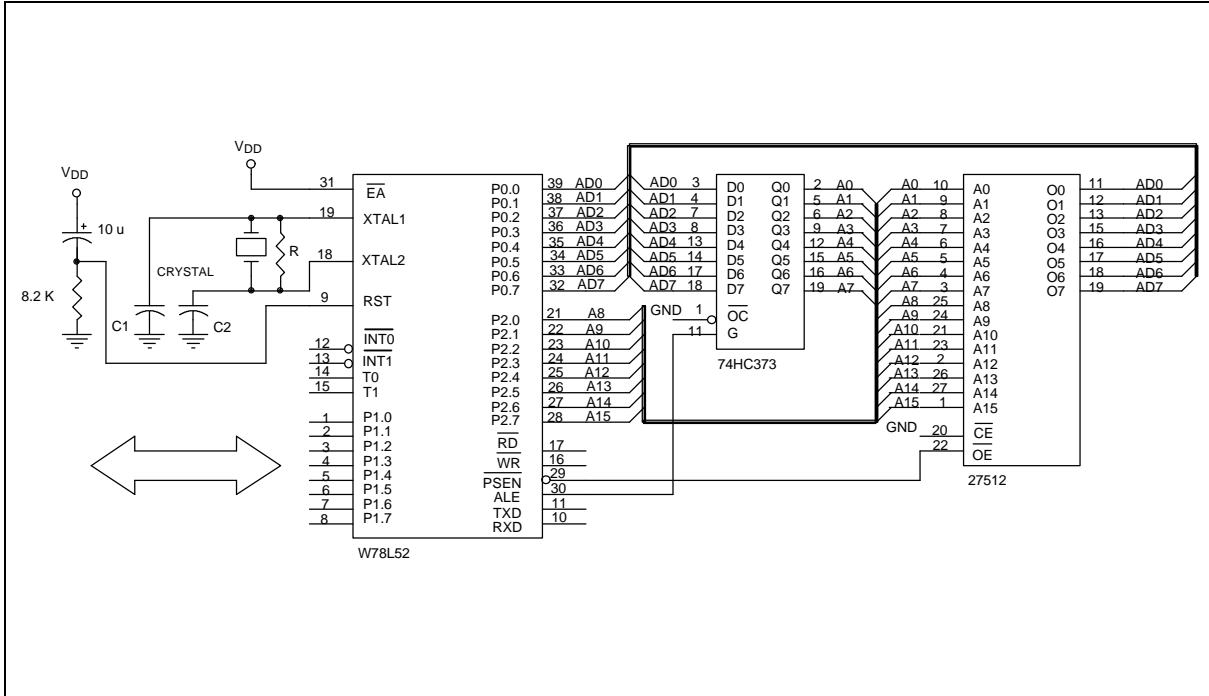 VDD
VDD
10 u
8.2 K
CRYSTAL
C1
C2
R
31
19
18
9
12
13
14
15
1
2
3
4
5
6
7
8
EA
XTAL1
XTAL2
RST
INT0
INT1
T0
T1
P1.0
P1.1
P1.2
P1.3
P1.4
P1.5
P1.6
P1.7
P0.0 39 AD0
P0.1 38 AD1
P0.2 37 AD2
P0.3 36 AD3
P0.4 35 AD4
P0.5 34 AD5
P0.6 33 AD6
P0.7 32 AD7
P2.0 21 A8
P2.1 22 A9
P2.2 23 A10
P2.3 24 A11
P2.4 25 A12
P2.5 26 A13
P2.6 27 A14
P2.7 28 A15
RD 17
WR 16
PSEN 29
ALE 30
TXD 11
RXD 10
W78L52
AD0 3 D0 Q0 2 A0
AD1 4 D1 Q1 5 A1
AD2 7 D2 Q2 6 A2
AD3 8 D3 Q3 9 A3
AD4 13 D4 Q4 12 A4
AD5 14 D5 Q5 15 A5
AD6 17 D6 Q6 16 A6
AD7 18 D7 Q7 19 A7
GND 1 OC
11 G
74HC373
A0 10 A0 O0 11 AD0
A1 9 A1 O1 12 AD1
A2 8 A2 O2 13 AD2
A3 7 A3 O3 15 AD3
A4 6 A4 O4 16 AD4
A5 5 A5 O5 17 AD5
A6 4 A6 O6 18 AD6
A7 3 A7 O7 19 AD7
A8 25 A8
A9 24 A9
A10 21 A10
A11 23 A11
A12 2 A12
A13 26 A13
A14 27 A14
A15 1 A15
GND 20 CE
22 OE
27512